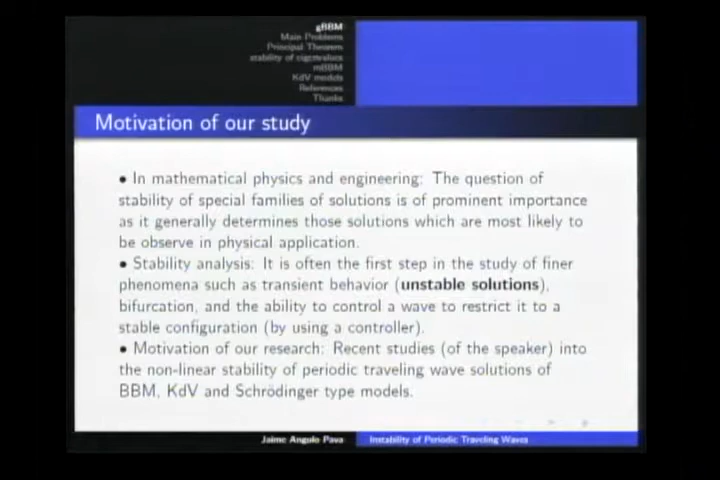 gBBM
Main Problems
Principal Theorem
stability of eigenvalues
mBBM
KdV models
References
Thanks
Motivation of our study
• In mathematical physics and engineering: The question of
stability of special families of solutions is of prominent importance
as it generally determines those solutions which are most likely to
be observe in physical application.
• Stability analysis: It is often the first step in the study of finer
phenomena such as transient behavior (unstable solutions),
bifurcation, and the ability to control a wave to restrict it to a
stable configuration (by using a controller).
• Motivation of our research: Recent studies (of the speaker) into
the non-linear stability of periodic traveling wave solutions of
BBM, KdV and Schrödinger type models.
Jaime Angulo Pava Instability of Periodic Traveling Waves